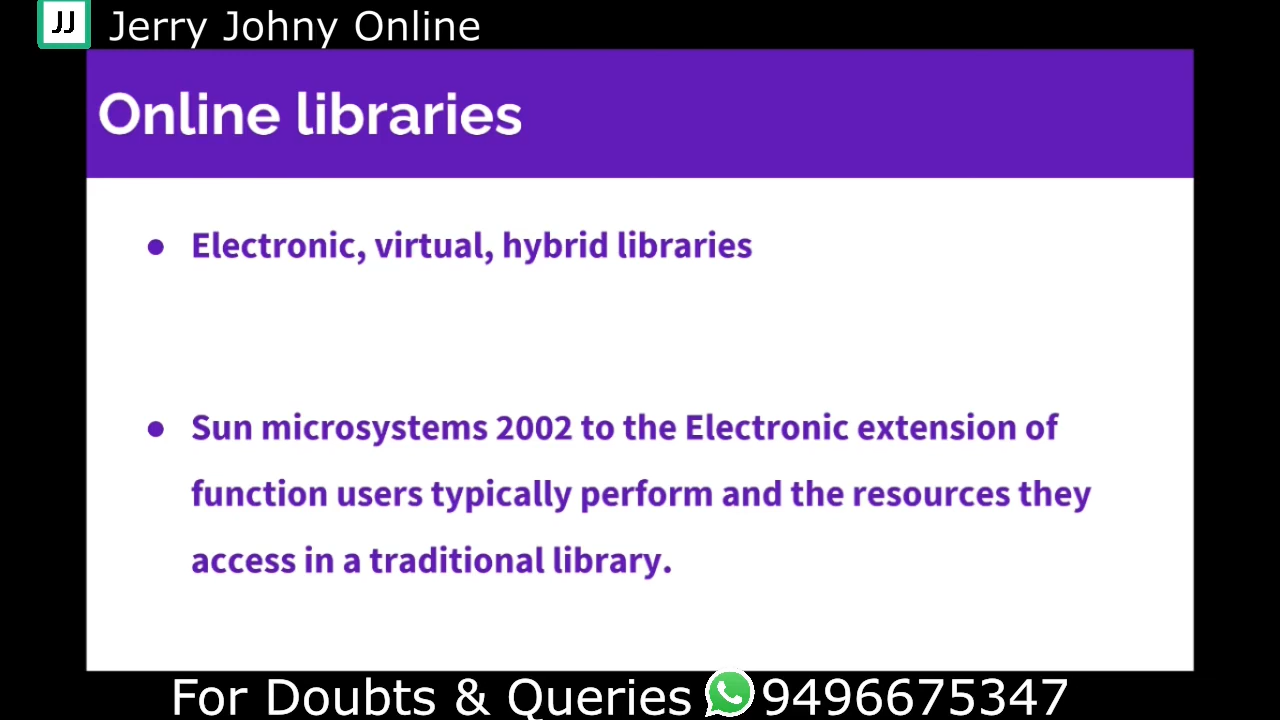 JJ Jerry Johny Online
Online libraries
● Electronic, virtual, hybrid libraries
● Sun microsystems 2002 to the Electronic extension of
function users typically perform and the resources they
access in a traditional library.
For Doubts & Queries 9496675347